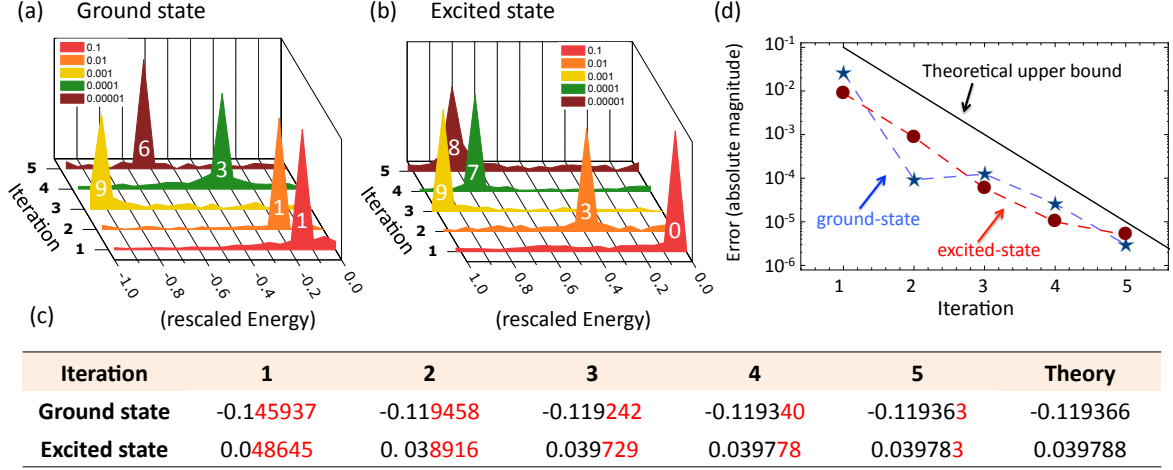 (a) Ground state
0.1
0.01
0.001
0.0001
0.00001
6
3
9
1
1
5
4
3
2
1
Iteration
-1.0
-0.8
-0.6
-0.4
-0.2
0.0
(rescaled Energy)
(b) Excited state
0.1
0.01
0.001
0.0001
0.00001
8
7
9
3
0
5
4
3
2
1
Iteration
-1.0
-0.8
-0.6
-0.4
-0.2
0.0
(rescaled Energy)
(d)
Error (absolute magnitude)
10-1
10-2
10-3
10-4
10-5
10-6
Theoretical upper bound
ground-state
excited-state
1 2 3 4 5
Iteration
(c)
Iteration 1 2 3 4 5 Theory
Ground state -0.145937 -0.119458 -0.119242 -0.119340 -0.119363 -0.119366
Excited state 0.048645 0. 038916 0.039729 0.03978 0.039783 0.039788